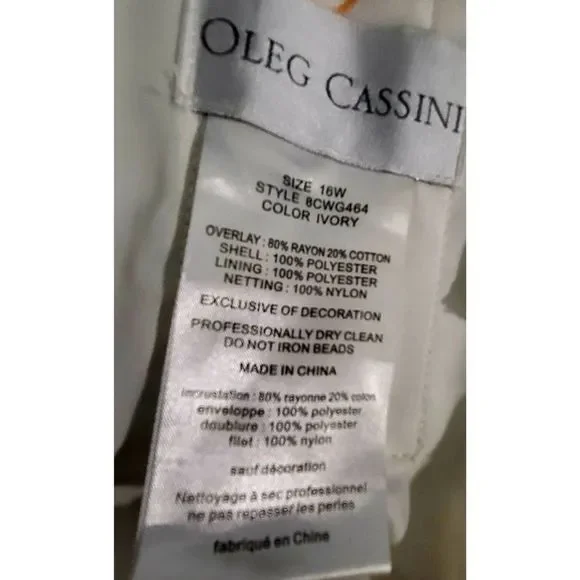 OLEG CASSINI
SIZE 16W
STYLE 8CWG464
COLOR IVORY
OVERLAY : 80% RAYON 20% COTTON
SHELL : 100% POLYESTER
LINING : 100% POLYESTER
NETTING : 100% NYLON
EXCLUSIVE OF DECORATION
PROFESSIONALLY DRY CLEAN
DO NOT IRON BEADS
MADE IN CHINA
incrustation : 80% rayonne 20% coton
enveloppe : 100% polyester
doublure : 100% polyester
filet : 100% nylon
sauf décoration
Nettoyage à sec professionnel
ne pas repasser les perles
fabriqué en Chine